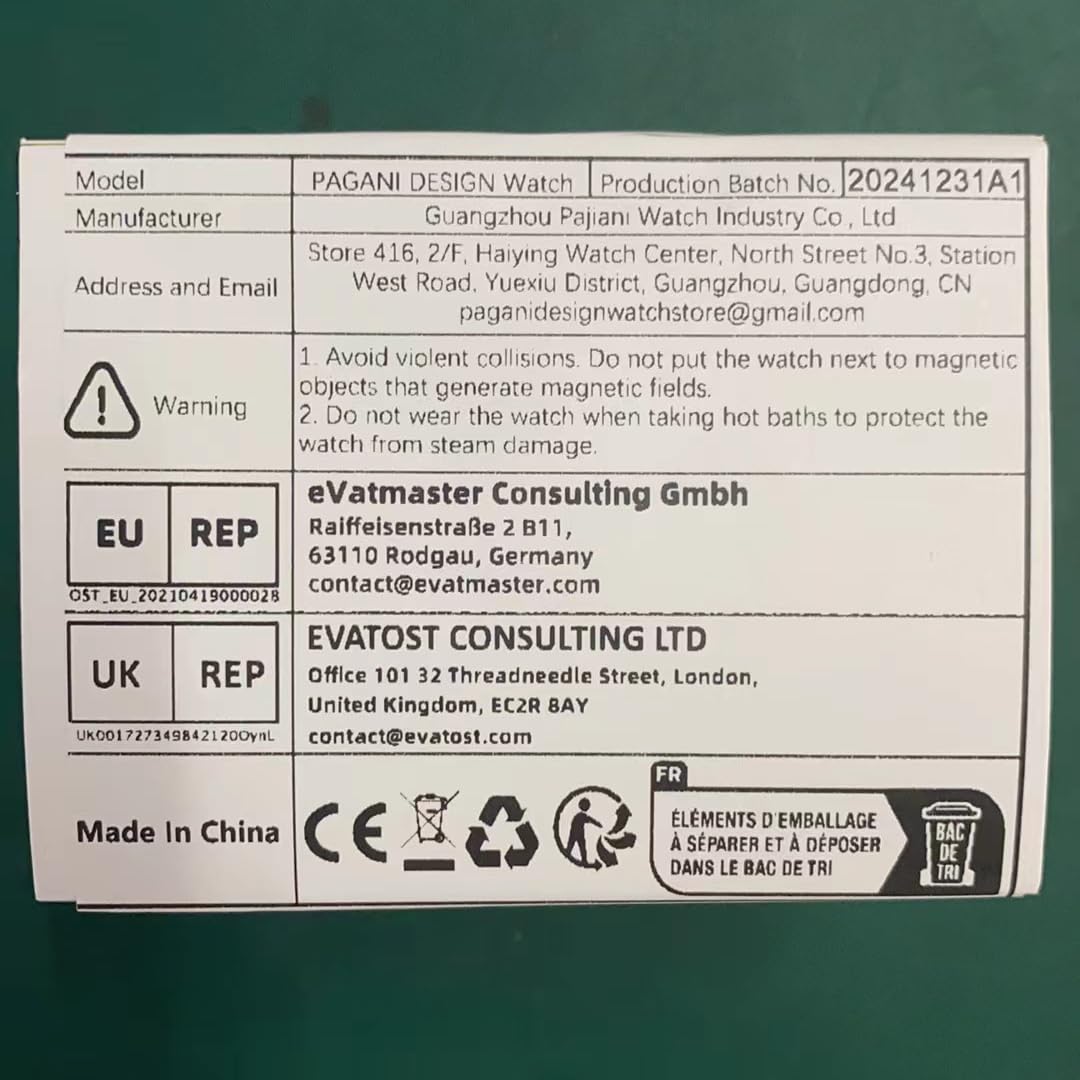 Model PAGANI DESIGN Watch Production Batch No. 20241231A1
Manufacturer Guangzhou Pajiani Watch Industry Co., Ltd
Address and Email
Store 416, 2/F, Haiying Watch Center, North Street No.3, Station
West Road, Yuexiu District, Guangzhou, Guangdong, CN
paganidesignwatchstore@gmail.com
Warning
1. Avoid violent collisions. Do not put the watch next to magnetic
objects that generate magnetic fields.
2. Do not wear the watch when taking hot baths to protect the
watch from steam damage.
EU REP
OST_EU_20210419000028
eVatmaster Consulting Gmbh
Raiffeisenstraße 2 B11,
63110 Rodgau, Germany
contact@evatmaster.com
UK REP
UK0017273498421200ynL
EVATOST CONSULTING LTD
Office 101 32 Threadneedle Street, London,
United Kingdom, EC2R 8AY
contact@evatost.com
Made In China
CE
FR
ÉLÉMENTS D'EMBALLAGE
À SÉPARER ET À DÉPOSER
DANS LE BAC DE TRI
BAC
DE
TRI